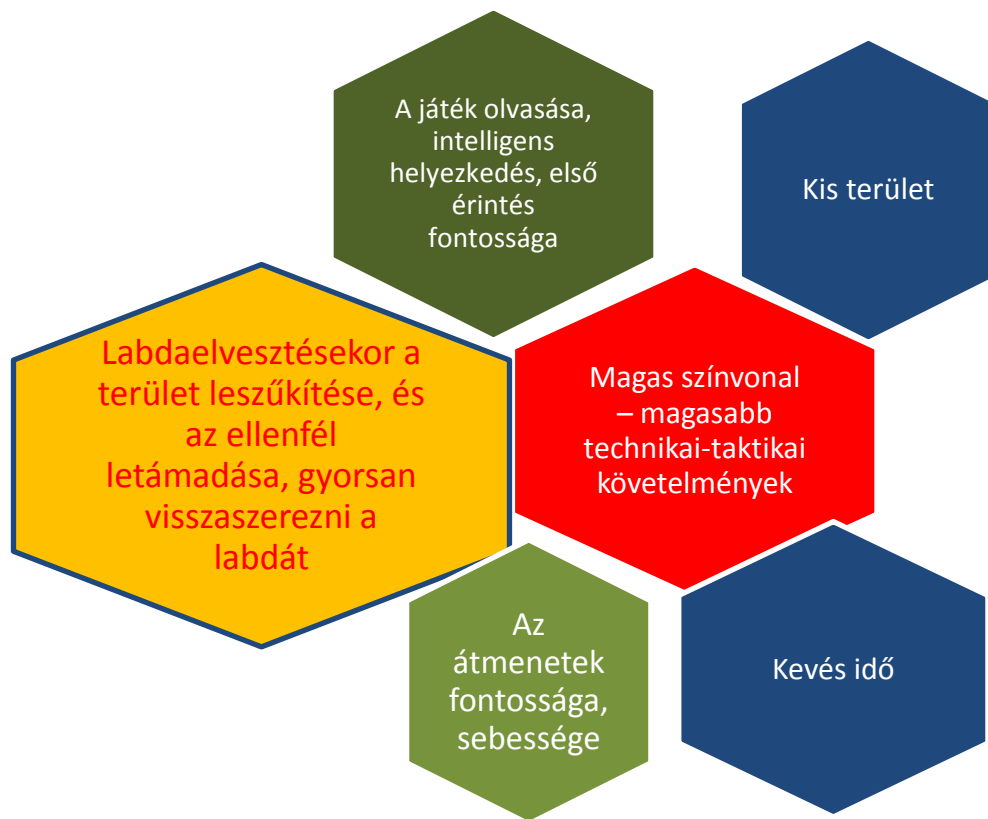 A játék olvasása,
intelligens
helyezkedés, első
érintés
fontossága
Kis terület
Labdaelvesztésekor a
terület leszűkítése, és
az ellenfél
letámadása, gyorsan
visszaszerezni a
labdát
Magas színvonal
– magasabb
technikai-taktikai
követelmények
Az
átmenetek
fontossága,
sebessége
Kevés idő